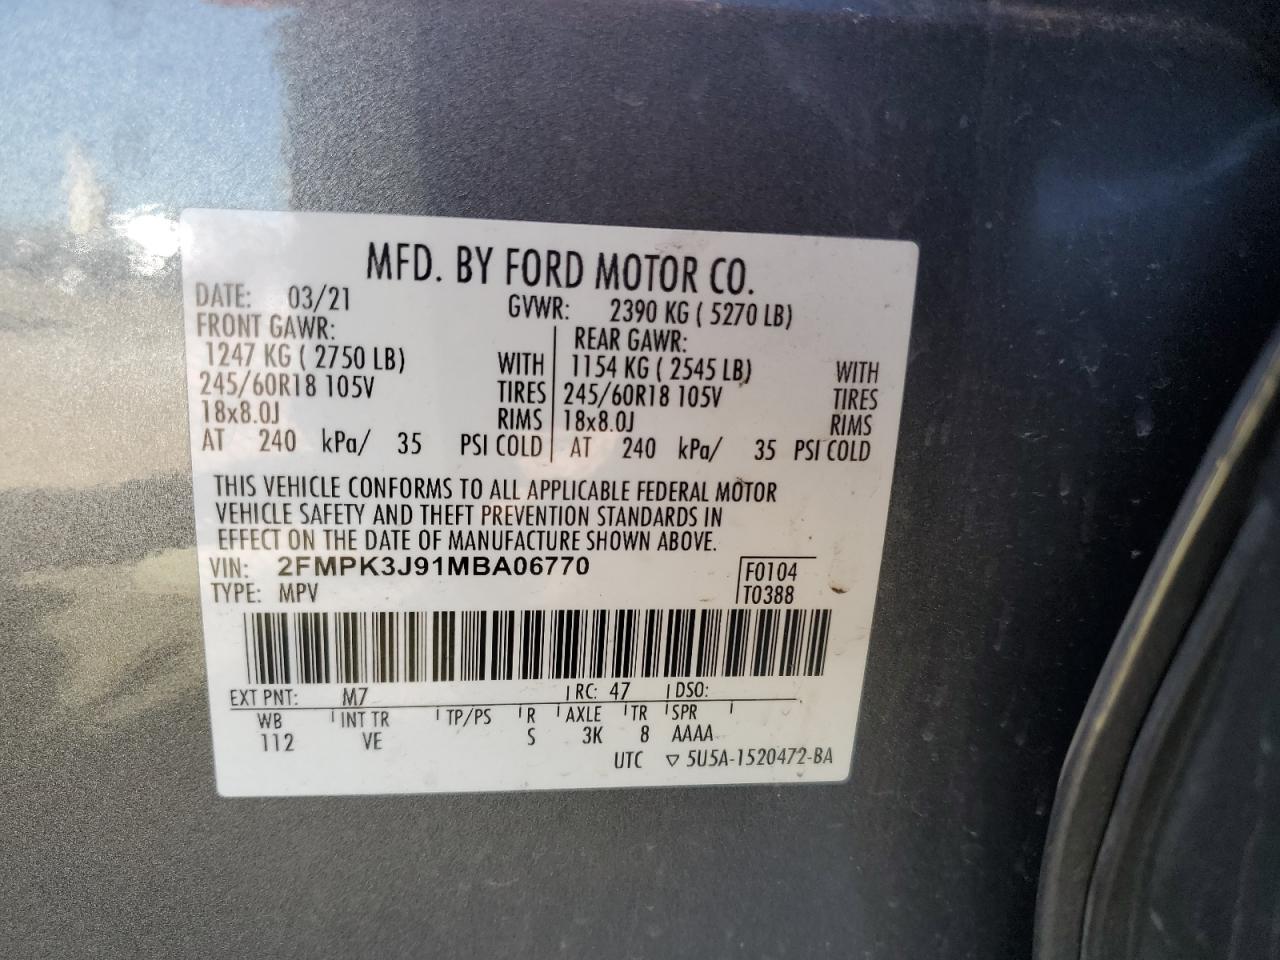 MFD. BY FORD MOTOR CO.
DATE: 03/21 GVWR: 2390 KG ( 5270 LB)
FRONT GAWR: REAR GAWR:
1247 KG ( 2750 LB) WITH 1154 KG ( 2545 LB) WITH
245/60R18 105V TIRES 245/60R18 105V TIRES
18x8.0J RIMS 18x8.0J RIMS
AT 240 kPa/ 35 PSI COLD AT 240 kPa/ 35 PSI COLD
THIS VEHICLE CONFORMS TO ALL APPLICABLE FEDERAL MOTOR
VEHICLE SAFETY AND THEFT PREVENTION STANDARDS IN
EFFECT ON THE DATE OF MANUFACTURE SHOWN ABOVE.
VIN: 2FMPK3J91MBA06770 F0104
TYPE: MPV T0388
EXT PNT: M7 RC: 47 DSO:
WB INT TR TP/PS R AXLE TR SPR
112 VE S 3K 8 AAAA
UTC ▽ 5U5A-1520472-BA